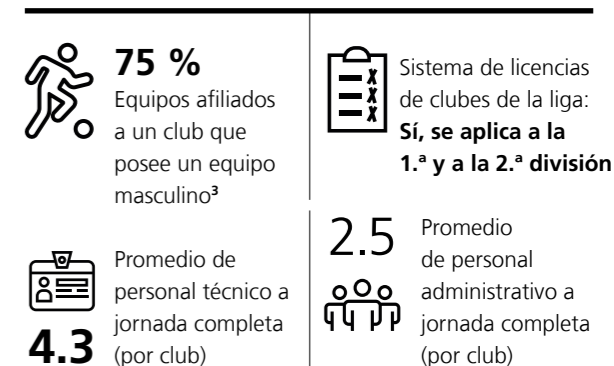 75 %
Equipos afiliados
a un club que
posee un equipo
masculino³
Sistema de licencias
de clubes de la liga:
Sí, se aplica a la
1.ª y a la 2.ª división
4.3
Promedio de
personal técnico a
jornada completa
(por club)
2.5
Promedio
de personal
administrativo a
jornada completa
(por club)